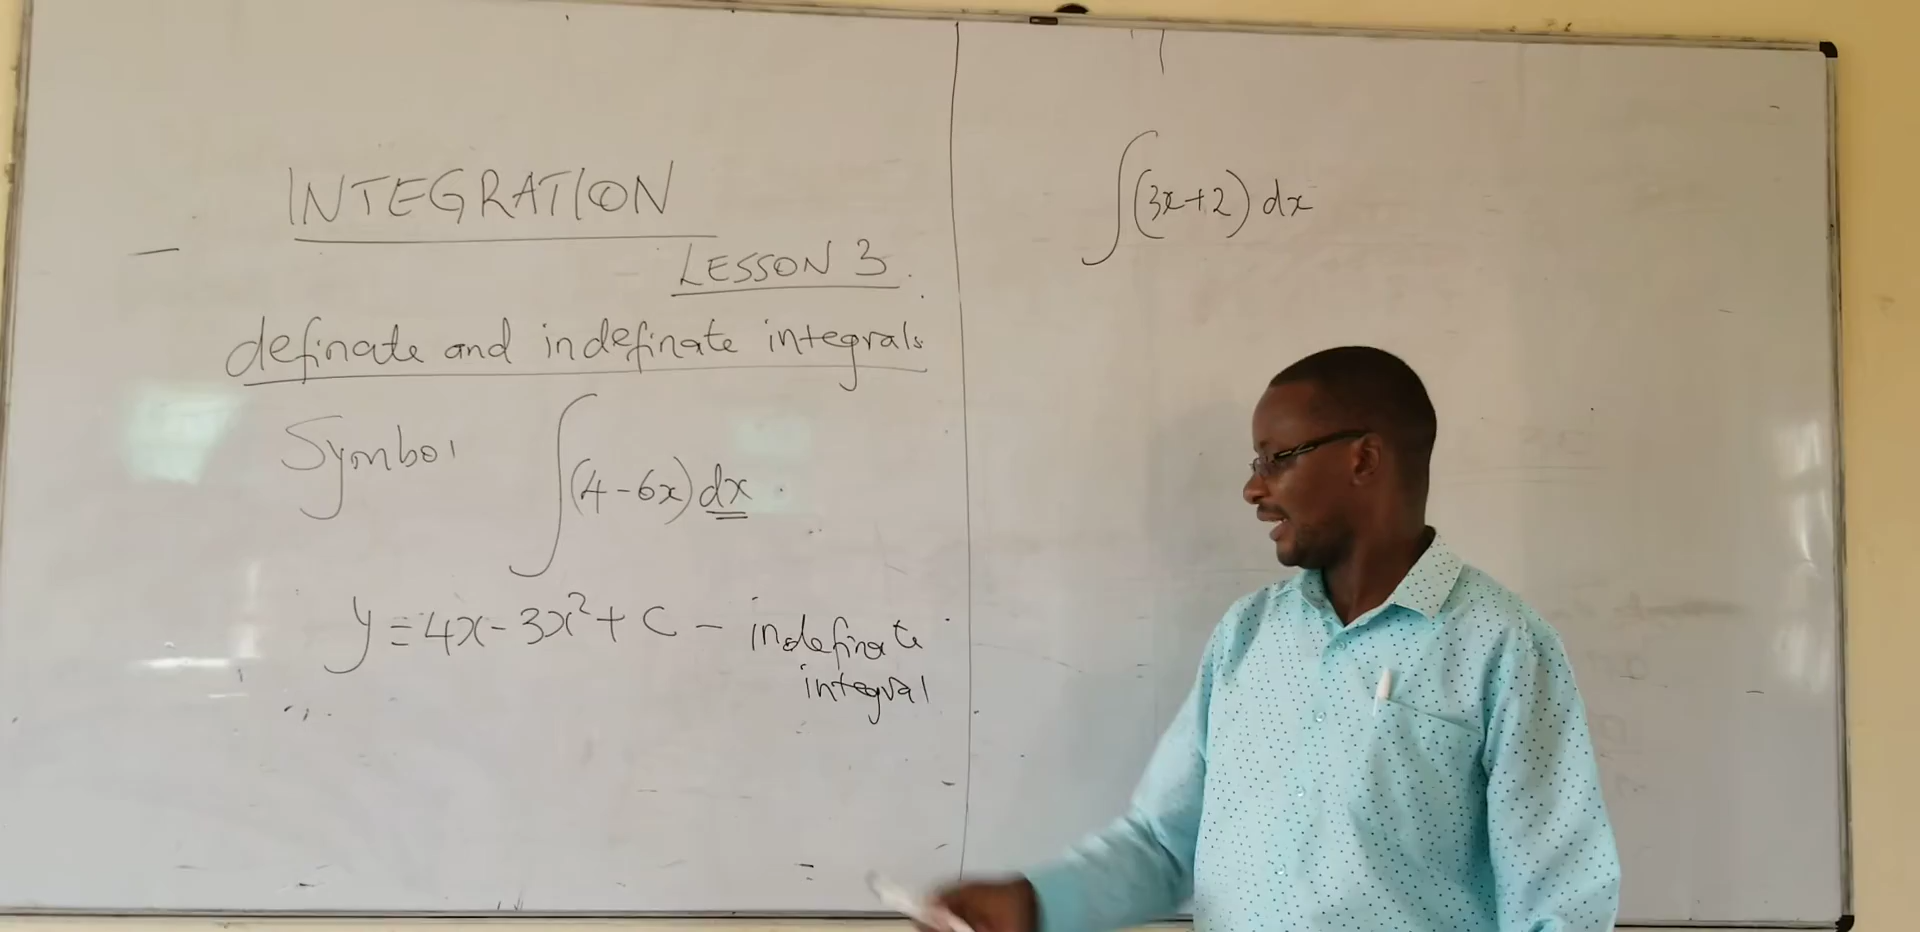 INTEGRATION
LESSON 3.
definate and indefinate integrals.
Symbol ∫(4-6x)dx
y = 4x - 3x² + C - indefinate
integral
∫(3x+2) dx